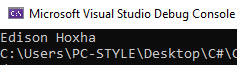 Microsoft Visual Studio Debug Console
Edison Hoxha
C:\Users\PC-STYLE\Desktop\C#\C